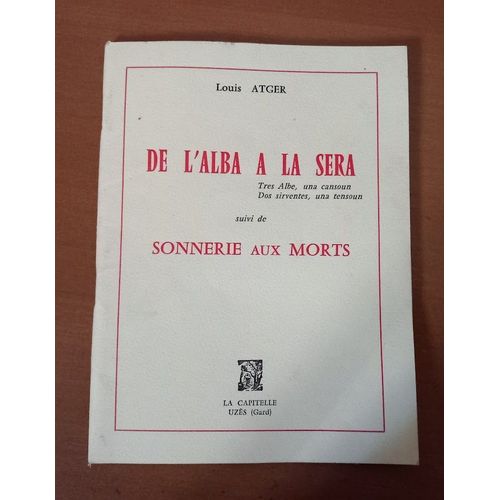 Louis ATGER
DE L'ALBA A LA SERA
Tres Albe, una cansoun
Dos sirventes, una tensoun
suivi de
SONNERIE AUX MORTS
LA CAPITELLE
UZÈS (Gard)